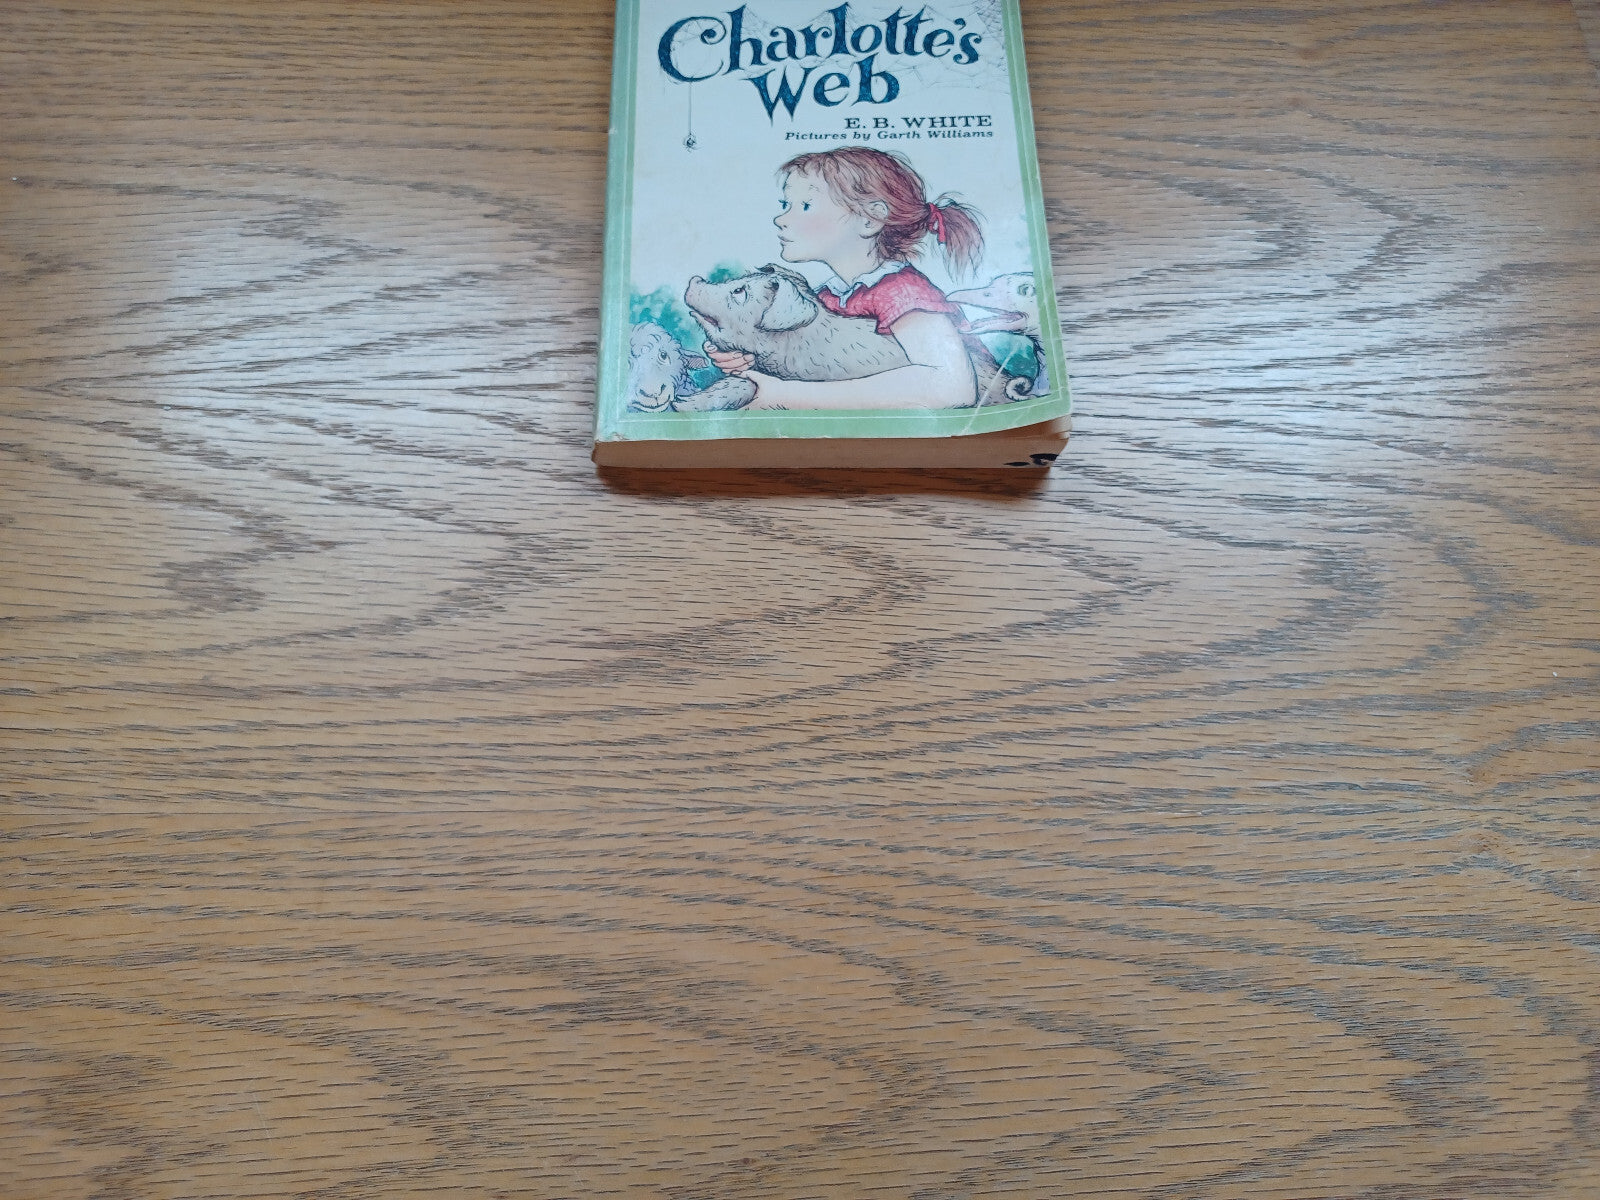 Charlotte's
Web
E. B. WHITE
Pictures by Garth Williams